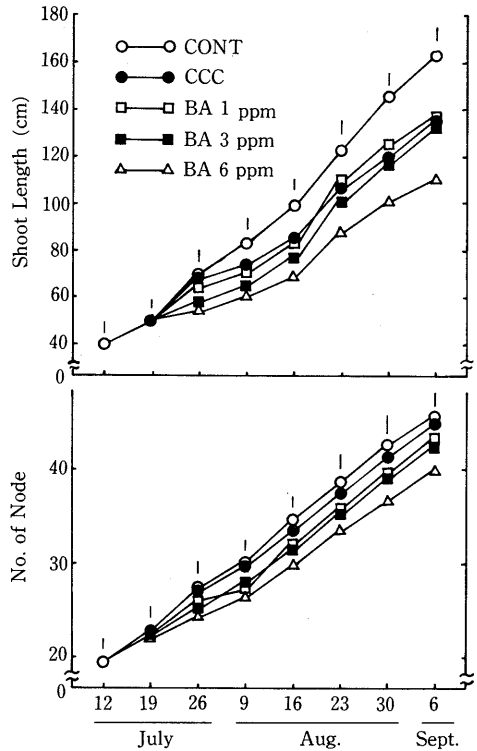 180
160
140
120
100
80
60
40
0
Shoot Length (cm)
CONT
CCC
BA 1 ppm
BA 3 ppm
BA 6 ppm
40
30
20
0
No. of Node
12 19 26 9 16 23 30 6
July Aug. Sept.